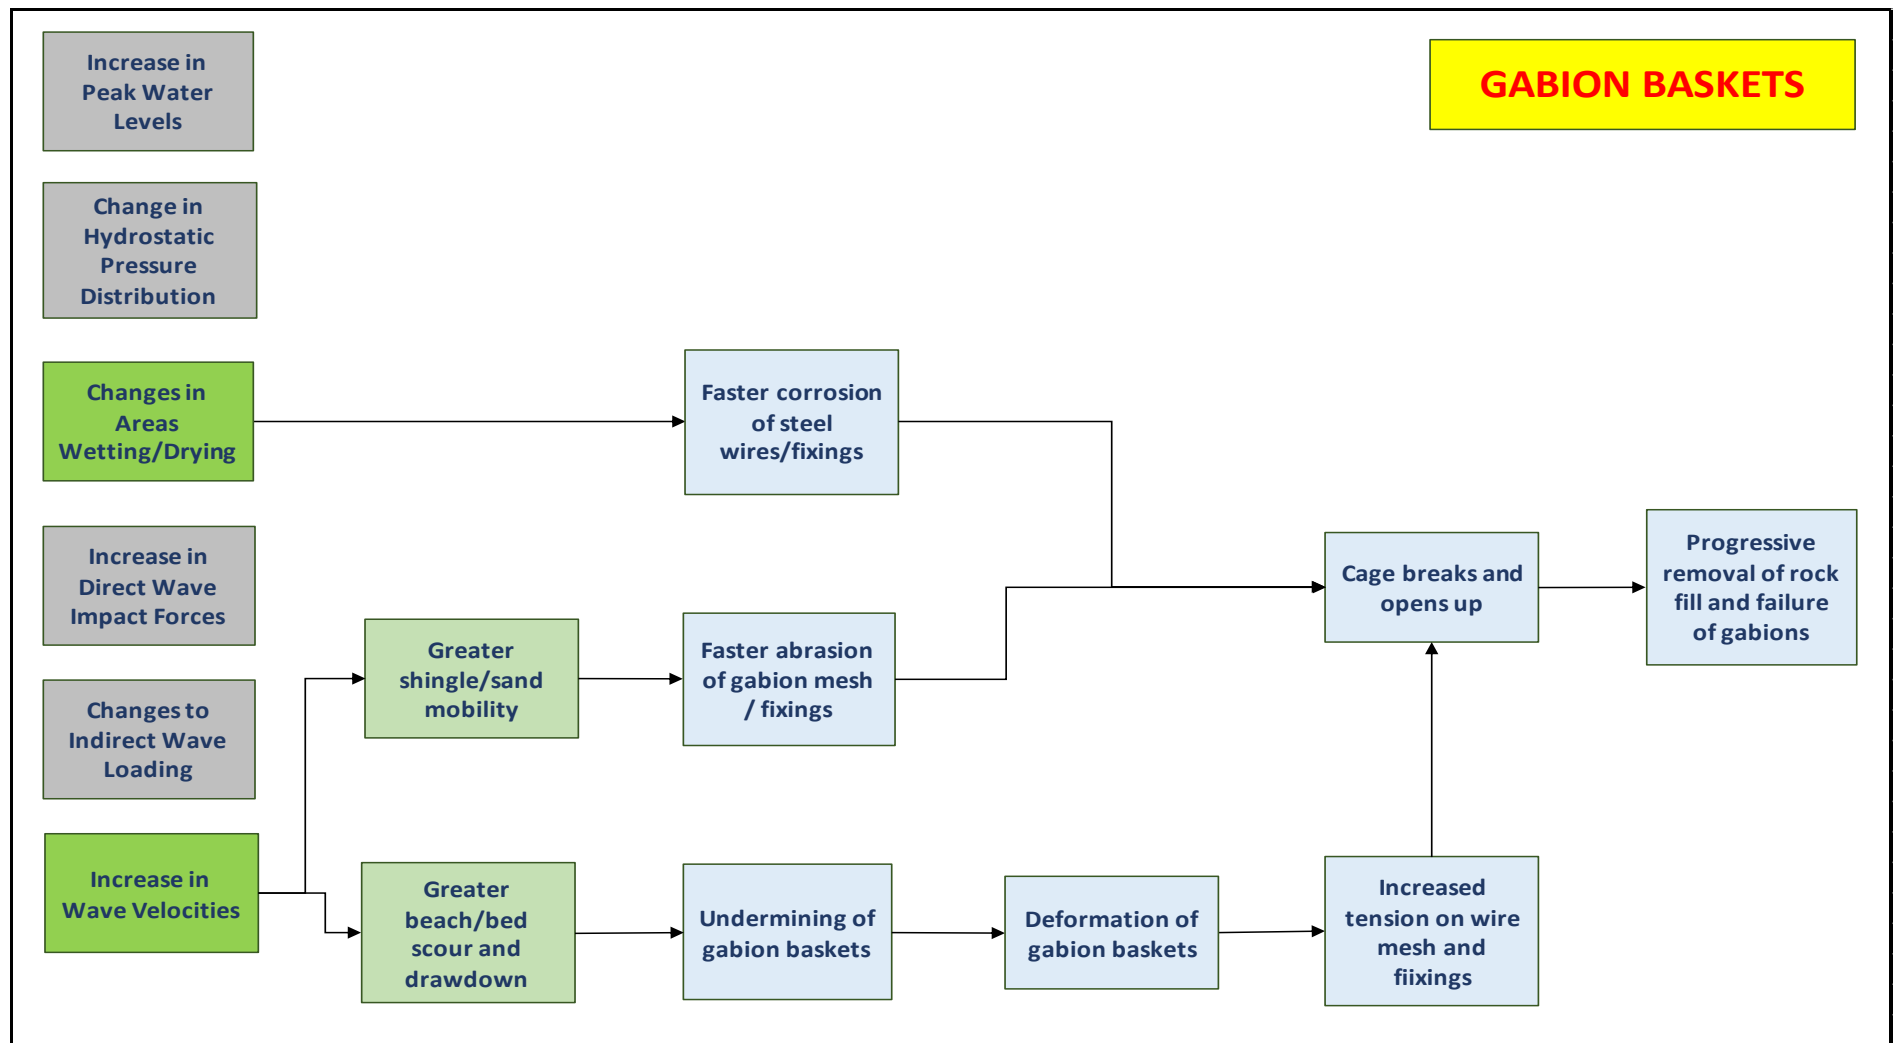 GABION BASKETS
Increase in
Peak Water
Levels
Change in
Hydrostatic
Pressure
Distribution
Changes in
Areas
Wetting/Drying
Faster corrosion
of steel
wires/fixings
Increase in
Direct Wave
Impact Forces
Cage breaks and
opens up
Progressive
removal of rock
fill and failure
of gabions
Greater
shingle/sand
mobility
Faster abrasion
of gabion mesh
/ fixings
Changes to
Indirect Wave
Loading
Increase in
Wave Velocities
Greater
beach/bed
scour and
drawdown
Undermining of
gabion baskets
Deformation of
gabion baskets
Increased
tension on wire
mesh and
fiixings